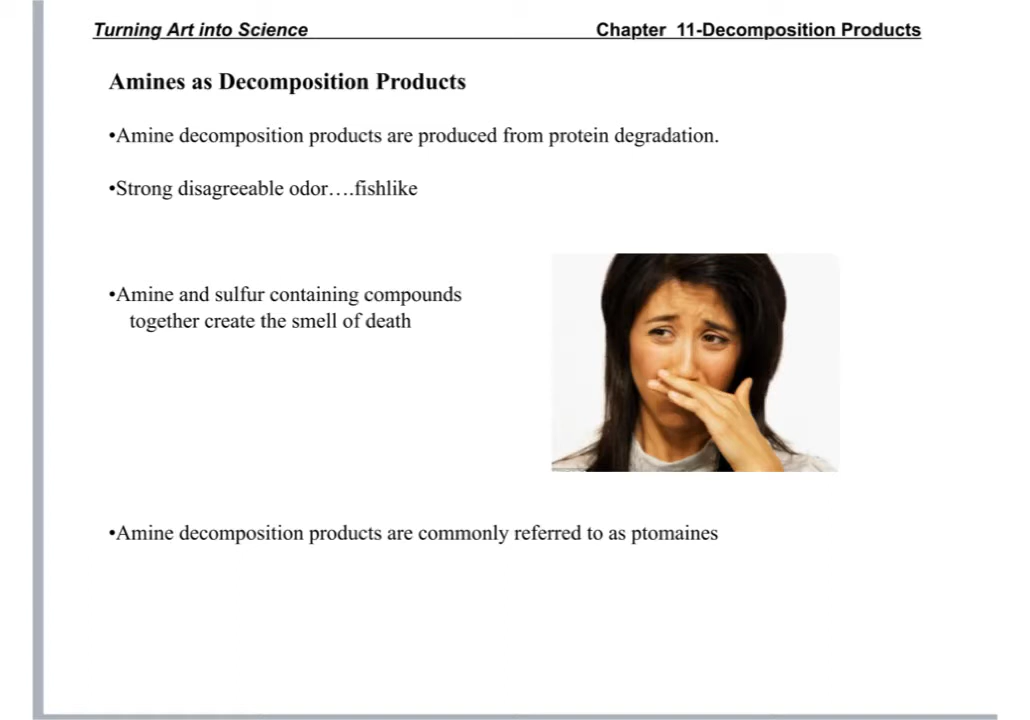 Turning Art into Science Chapter 11-Decomposition Products
Amines as Decomposition Products
•Amine decomposition products are produced from protein degradation.
•Strong disagreeable odor….fishlike
•Amine and sulfur containing compounds
together create the smell of death
•Amine decomposition products are commonly referred to as ptomaines